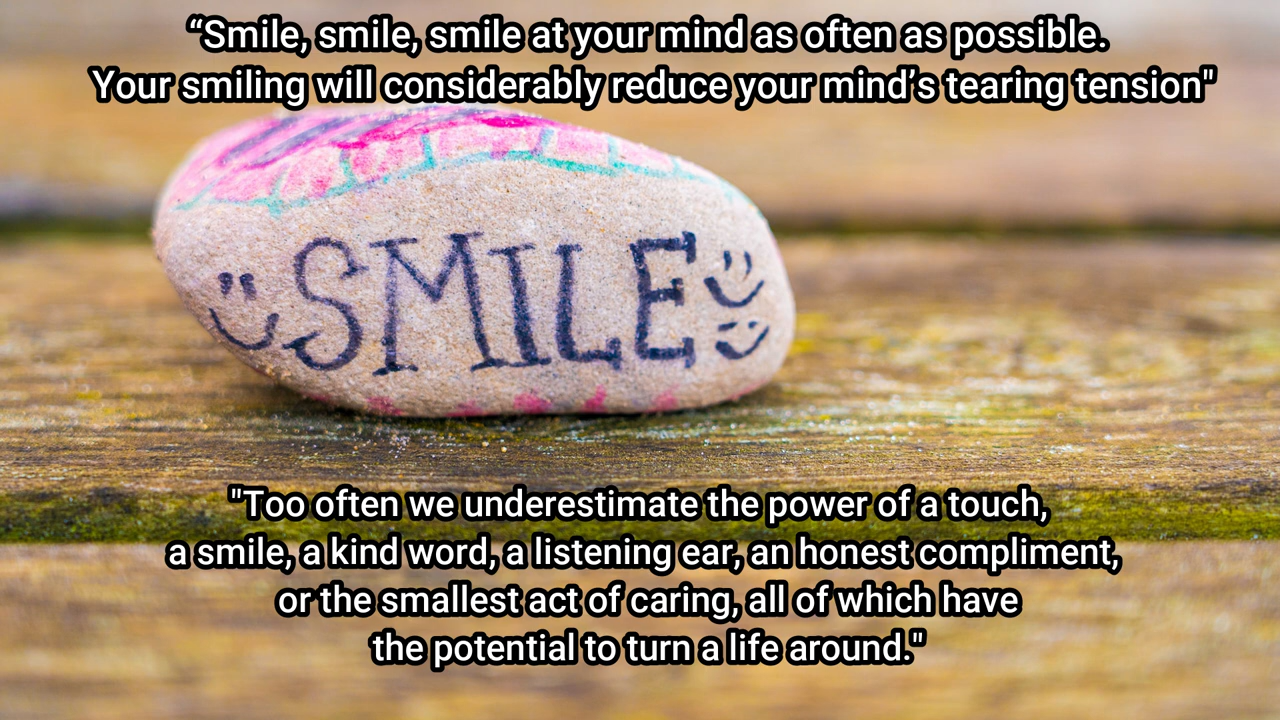 “Smile, smile, smile at your mind as often as possible.
Your smiling will considerably reduce your mind’s tearing tension"
SMILE
"Too often we underestimate the power of a touch,
a smile, a kind word, a listening ear, an honest compliment,
or the smallest act of caring, all of which have
the potential to turn a life around."